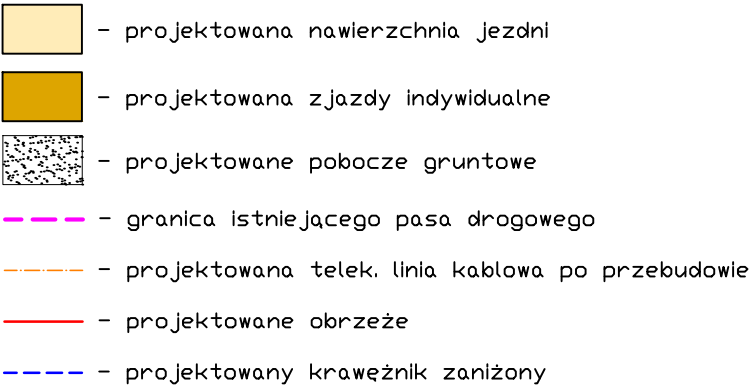 - projektowana nawierzchnia jezdni
- projektowana zjazdy indywidualne
- projektowane pobocze gruntowe
- granica istniejącego pasa drogowego
- projektowana telek. linia kablowa po przebudowie
- projektowane obrzeże
- projektowany krawężnik zaniżony